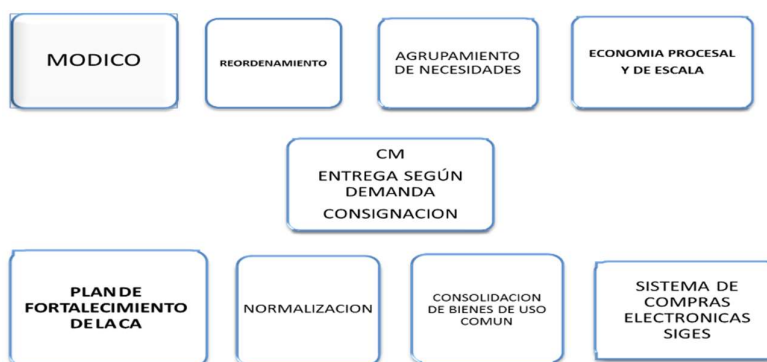 MODICO
REORDENAMIENTO
AGRUPAMIENTO
DE NECESIDADES
ECONOMIA PROCESAL
Y DE ESCALA
CM
ENTREGA SEGÚN
DEMANDA
CONSIGNACION
PLAN DE
FORTALECIMIENTO
DE LA CA
NORMALIZACION
CONSOLIDACION
DE BIENES DE USO
COMUN
SISTEMA DE
COMPRAS
ELECTRONICAS
SIGES